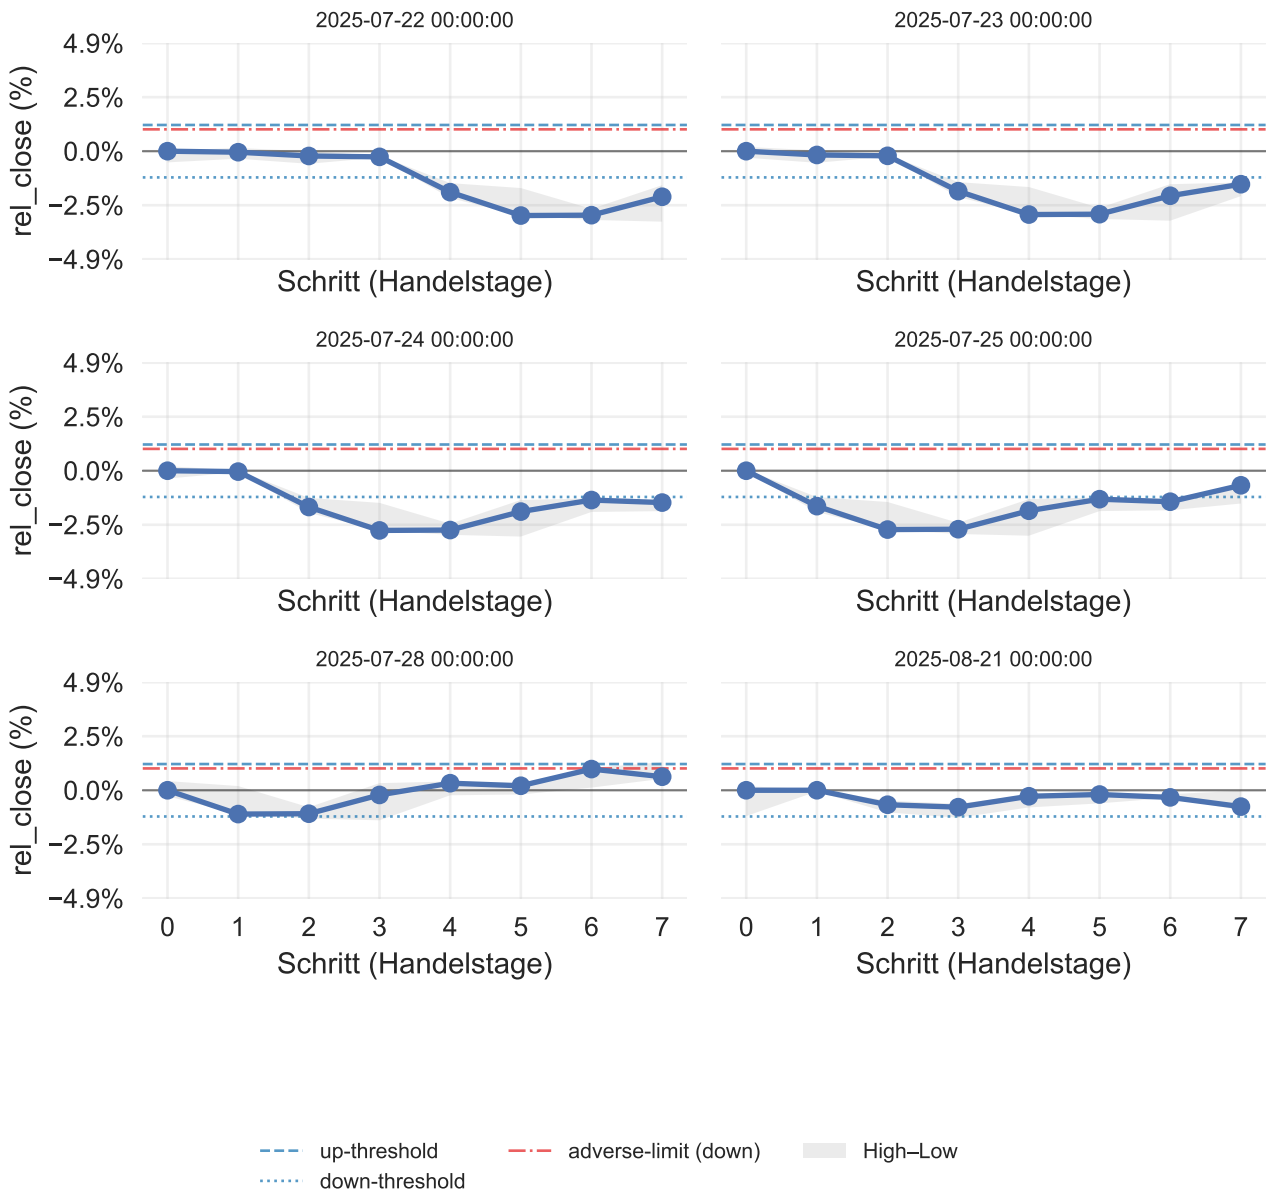 2025-07-22 00:00:00
2025-07-23 00:00:00
4.9%
2.5%
0.0%
−2.5%
−4.9%
rel_close (%)
Schritt (Handelstage)
Schritt (Handelstage)
2025-07-24 00:00:00
2025-07-25 00:00:00
4.9%
2.5%
0.0%
−2.5%
−4.9%
rel_close (%)
Schritt (Handelstage)
Schritt (Handelstage)
2025-07-28 00:00:00
2025-08-21 00:00:00
4.9%
2.5%
0.0%
−2.5%
−4.9%
rel_close (%)
0 1 2 3 4 5 6 7
0 1 2 3 4 5 6 7
Schritt (Handelstage)
Schritt (Handelstage)
up-threshold
adverse-limit (down)
High–Low
down-threshold